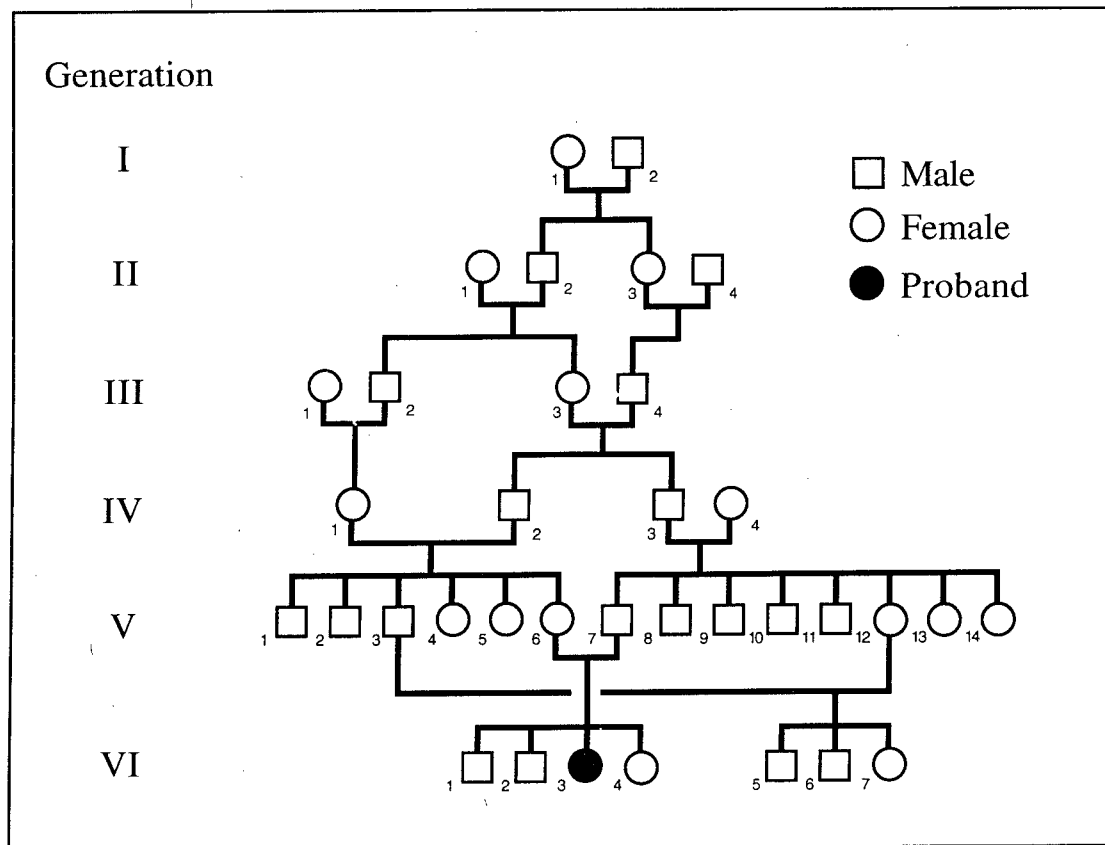 Generation
I
1 2
Male
Female
Proband
II
1 2 3 4
III
1 2 3 4
IV
1 2 3 4
V
1 2 3 4 5 6 7 8 9 10 11 12 13 14
VI
1 2 3 4 5 6 7